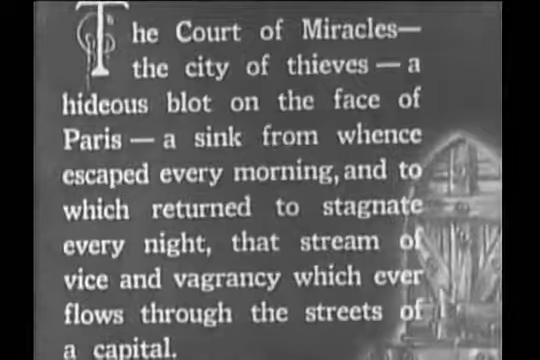 The Court of Miracles—
the city of thieves — a
hideous blot on the face of
Paris — a sink from whence
escaped every morning, and to
which returned to stagnate
every night, that stream of
vice and vagrancy which ever
flows through the streets of
a capital.